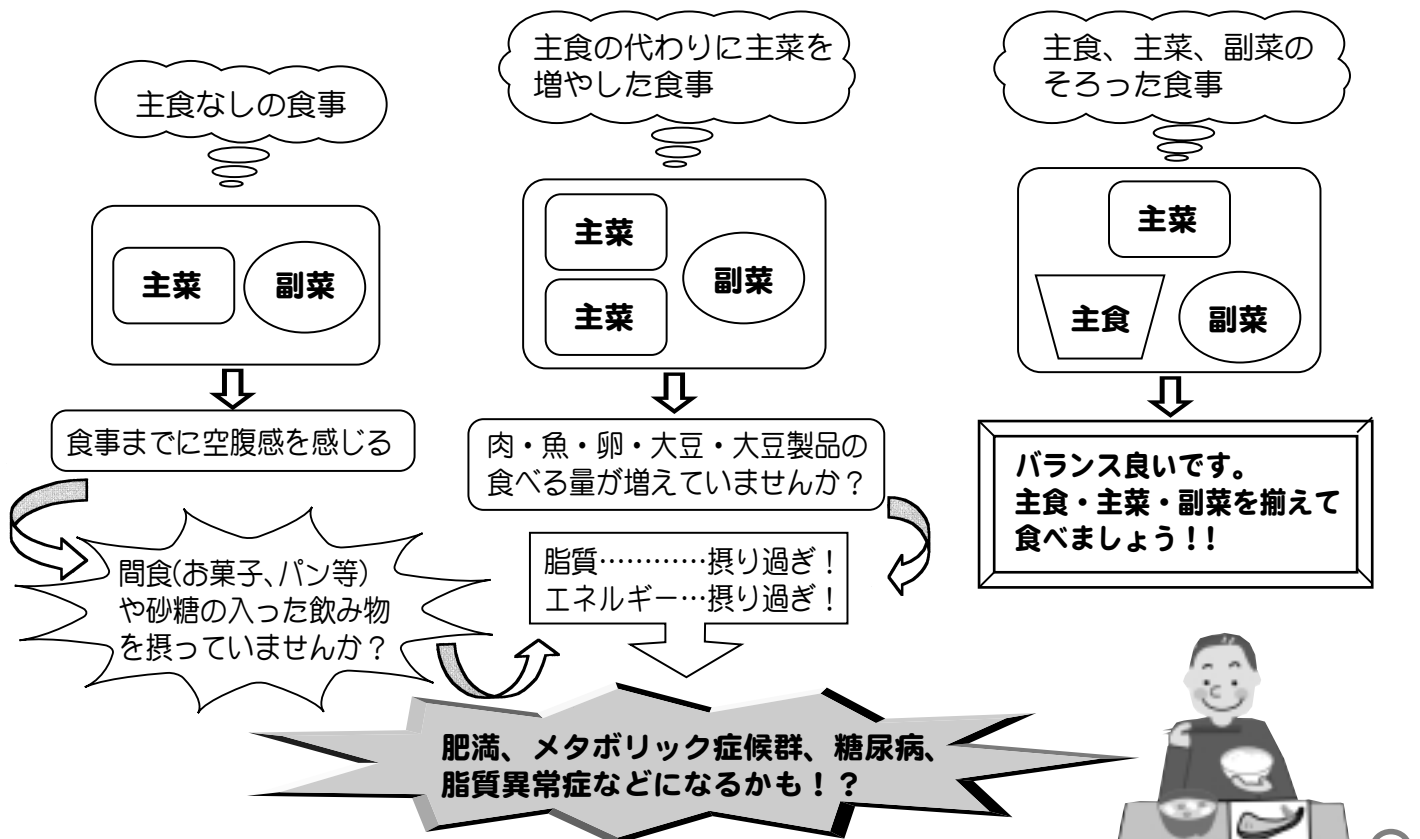 主食なしの食事
主菜
副菜
食事までに空腹感を感じる
間食(お菓子、パン等)
や砂糖の入った飲み物
を摂っていませんか？
主食の代わりに主菜を
増やした食事
主菜
主菜
副菜
肉・魚・卵・大豆・大豆製品の
食べる量が増えていませんか？
脂質…………摂り過ぎ！
エネルギー…摂り過ぎ！
肥満、メタボリック症候群、糖尿病、
脂質異常症などになるかも！？
主食、主菜、副菜の
そろった食事
主菜
主食
副菜
バランス良いです。
主食・主菜・副菜を揃えて
食べましょう！！